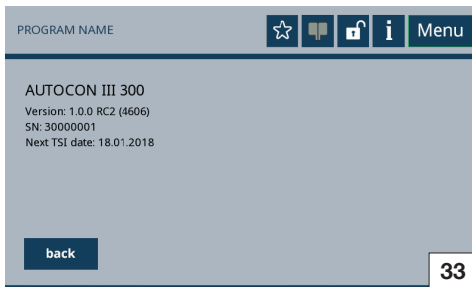 PROGRAM NAME
i
Menu
AUTOCON III 300
Version: 1.0.0 RC2 (4606)
SN: 30000001
Next TSI date: 18.01.2018
back
33